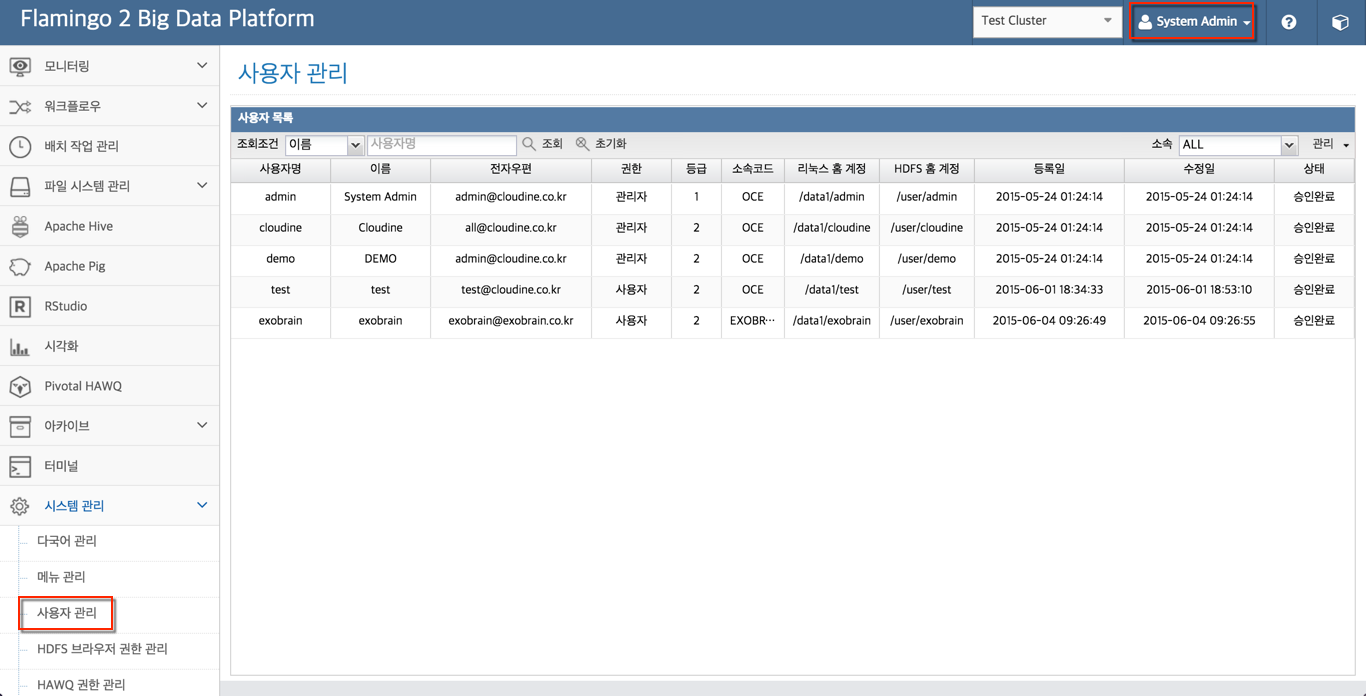 Flamingo 2 Big Data Platform
Test Cluster
System Admin
모니터링
워크플로우
배치 작업 관리
파일 시스템 관리
Apache Hive
Apache Pig
RStudio
시각화
Pivotal HAWQ
아카이브
터미널
시스템 관리
다국어 관리
메뉴 관리
사용자 관리
HDFS 브라우저 권한 관리
HAWQ 권한 관리
사용자 관리
사용자 목록
조회조건 이름 사용자명 조회 초기화 소속 ALL 관리
사용자명 이름 전자우편 권한 등급 소속코드 리눅스 홈 계정 HDFS 홈 계정 등록일 수정일 상태
admin System Admin admin@cloudine.co.kr 관리자 1 OCE /data1/admin /user/admin 2015-05-24 01:24:14 2015-05-24 01:24:14 승인완료
cloudine Cloudine all@cloudine.co.kr 관리자 2 OCE /data1/cloudine /user/cloudine 2015-05-24 01:24:14 2015-05-24 01:24:14 승인완료
demo DEMO admin@cloudine.co.kr 관리자 2 OCE /data1/demo /user/demo 2015-05-24 01:24:14 2015-05-24 01:24:14 승인완료
test test test@cloudine.co.kr 사용자 2 OCE /data1/test /user/test 2015-06-01 18:34:33 2015-06-01 18:53:10 승인완료
exobrain exobrain exobrain@exobrain.co.kr 사용자 2 EXOBR… /data1/exobrain /user/exobrain 2015-06-04 09:26:49 2015-06-04 09:26:55 승인완료